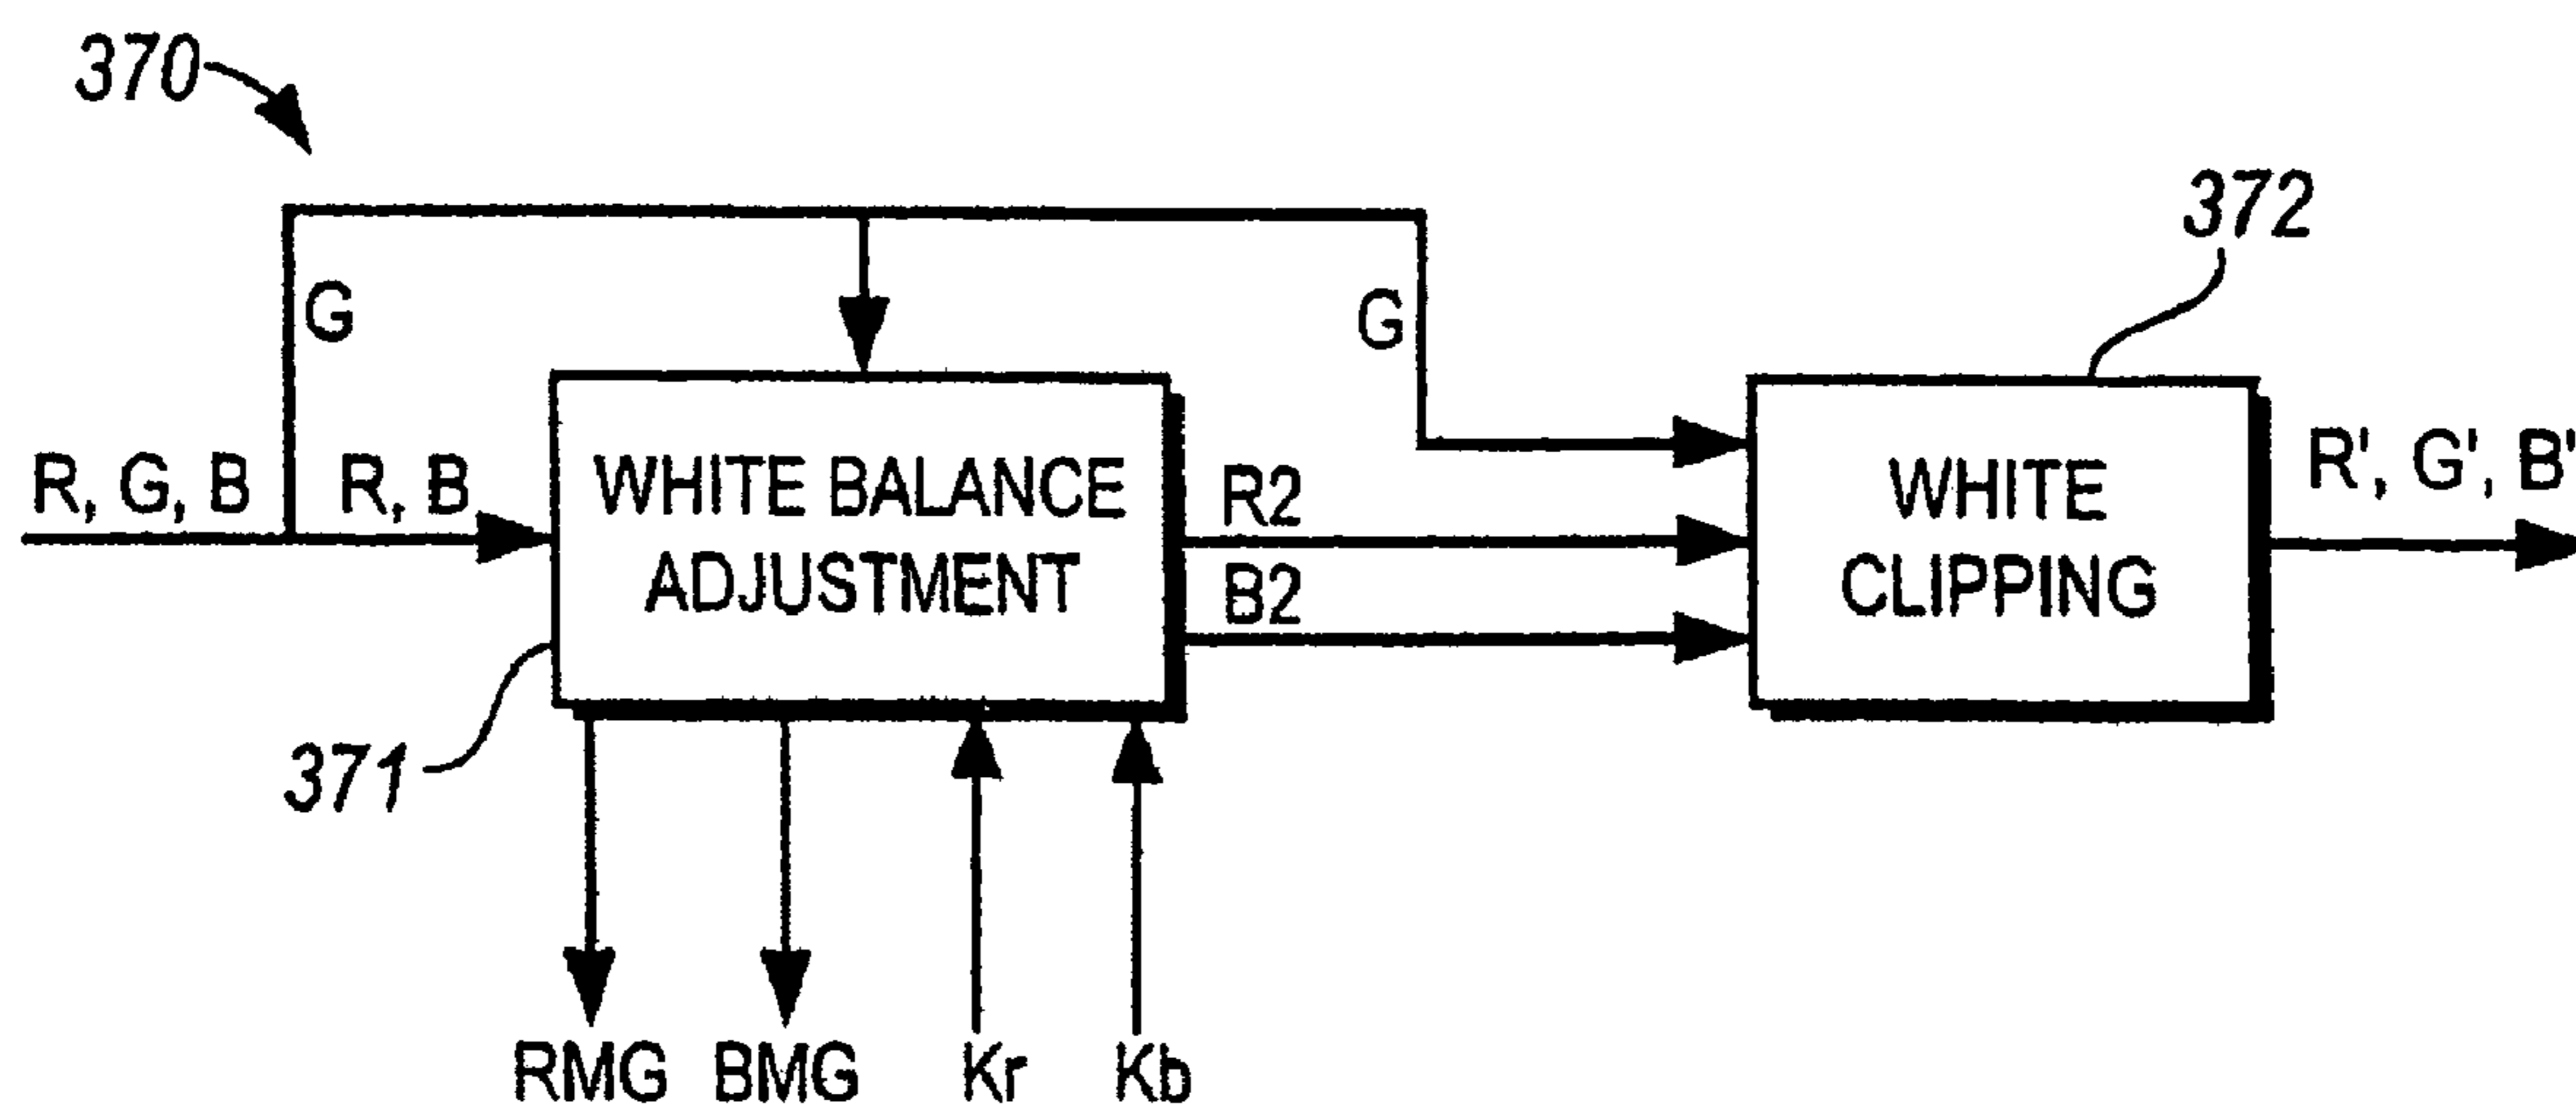 370
372
G
G
R, G, B
R, B
WHITE BALANCE
ADJUSTMENT
R2
B2
WHITE
CLIPPING
R', G', B'
371
RMG
BMG
Kr
Kb